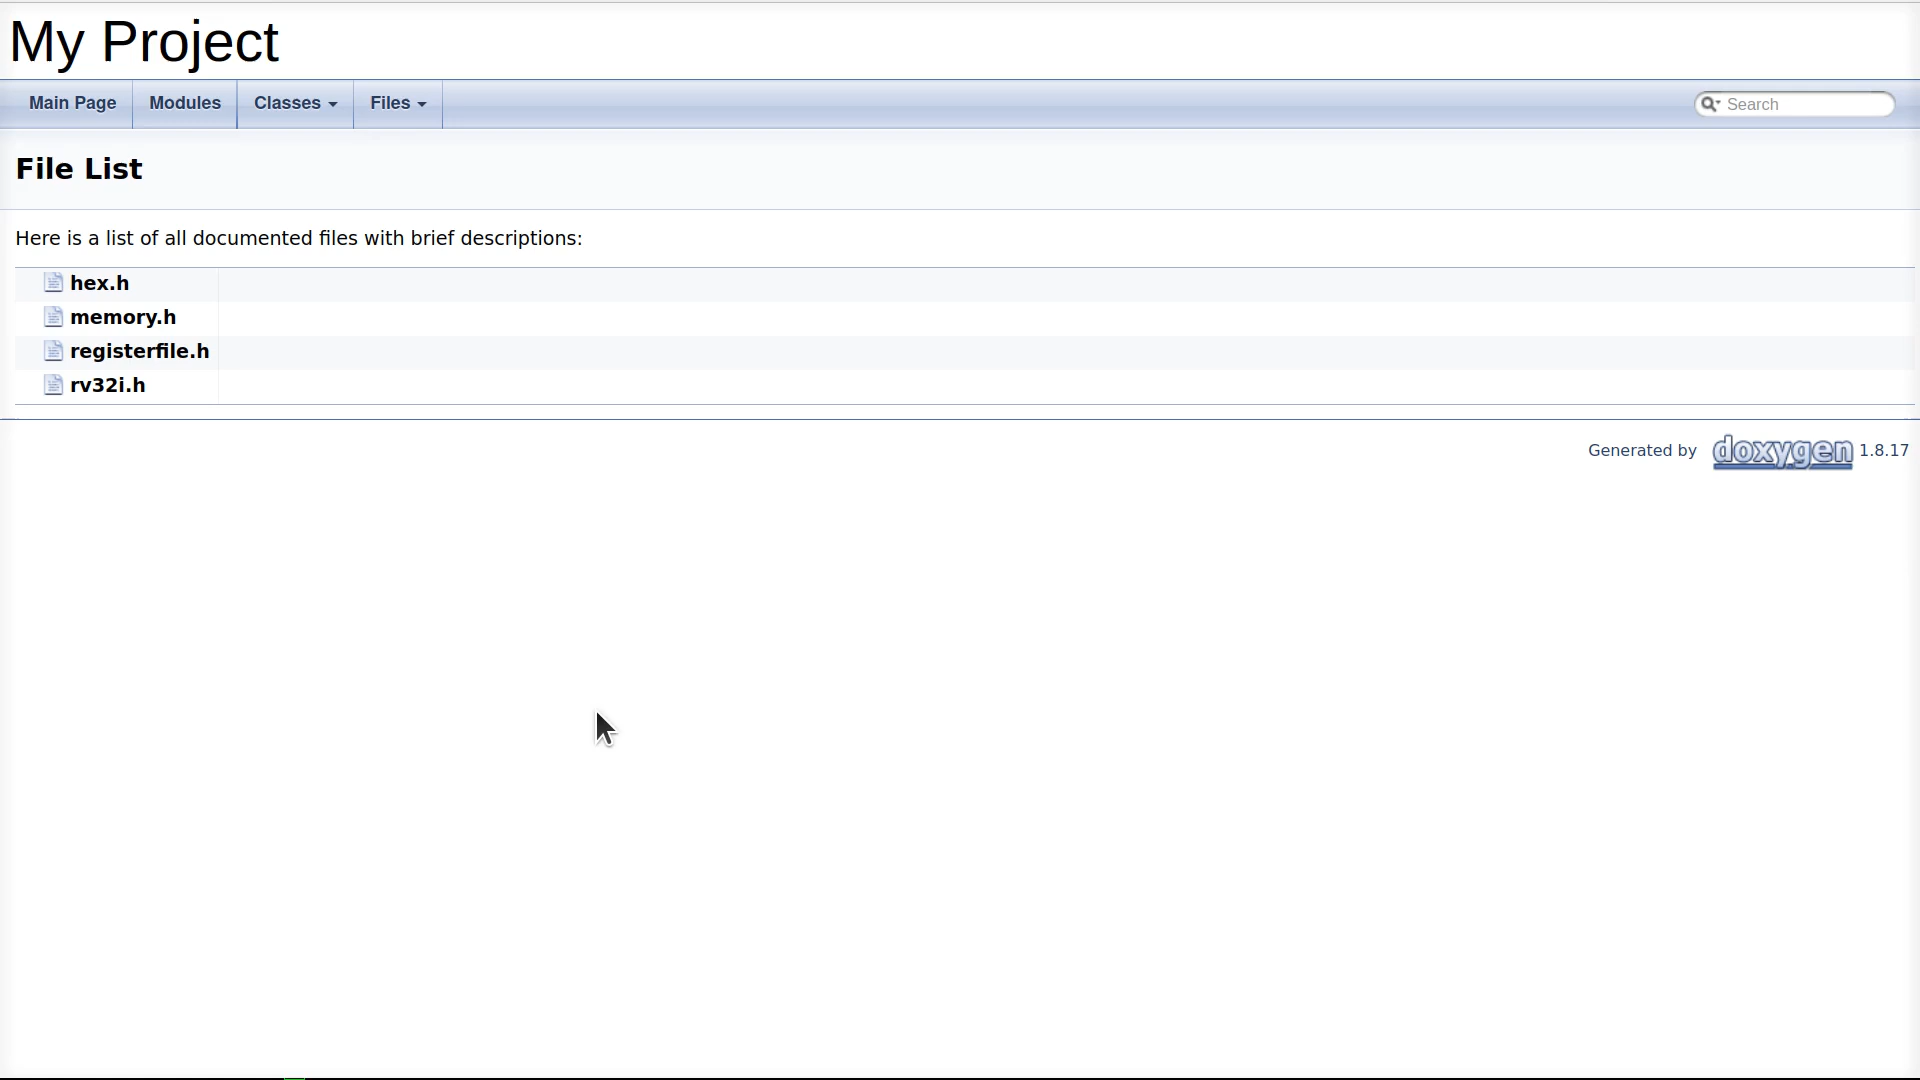 My Project
Main Page Modules Classes Files Search
File List
Here is a list of all documented files with brief descriptions:
hex.h
memory.h
registerfile.h
rv32i.h
Generated by doxygen 1.8.17